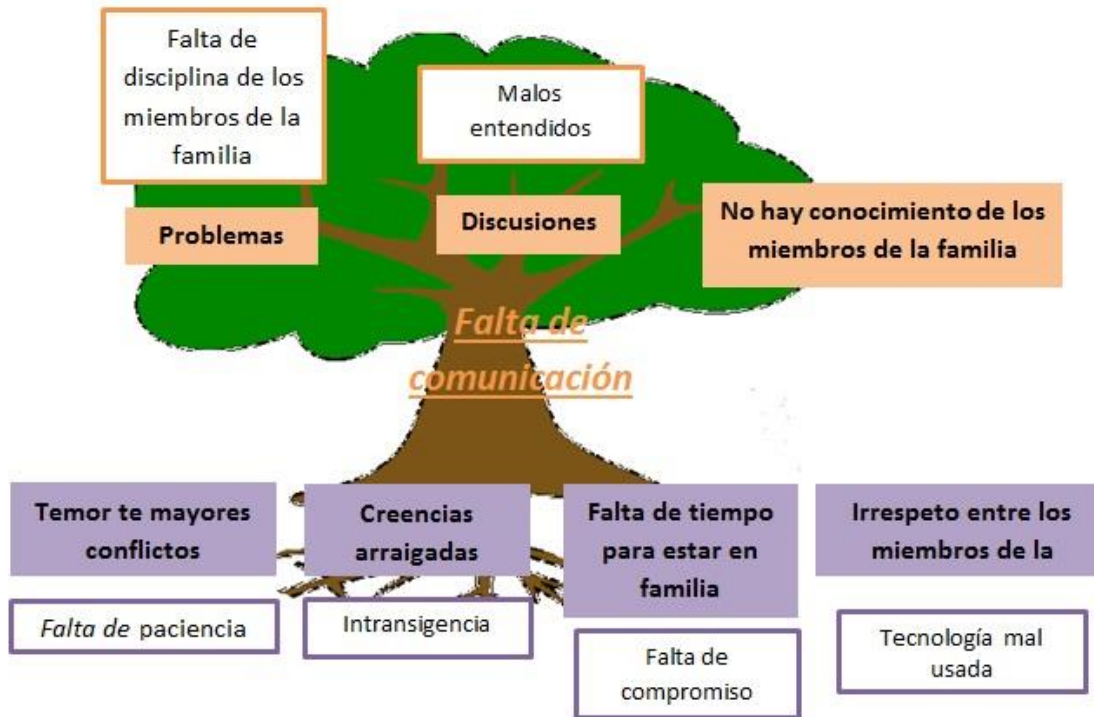 Falta de
disciplina de los
miembros de la
familia
Malos
entendidos
Problemas
Discusiones
No hay conocimiento de los
miembros de la familia
Falta de
comunicación
Temor te mayores
conflictos
Creencias
arraigadas
Falta de tiempo
para estar en
familia
Irrespeto entre los
miembros de la
Falta de paciencia
Intransigencia
Falta de
compromiso
Tecnología mal
usada